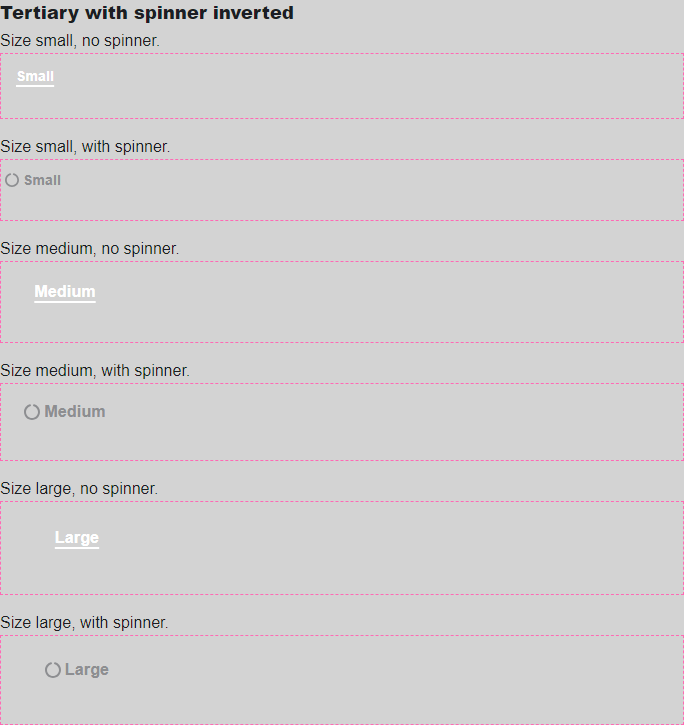 Tertiary with spinner inverted
Size small, no spinner.
Small
Size small, with spinner.
Small
Size medium, no spinner.
Medium
Size medium, with spinner.
Medium
Size large, no spinner.
Large
Size large, with spinner.
Large